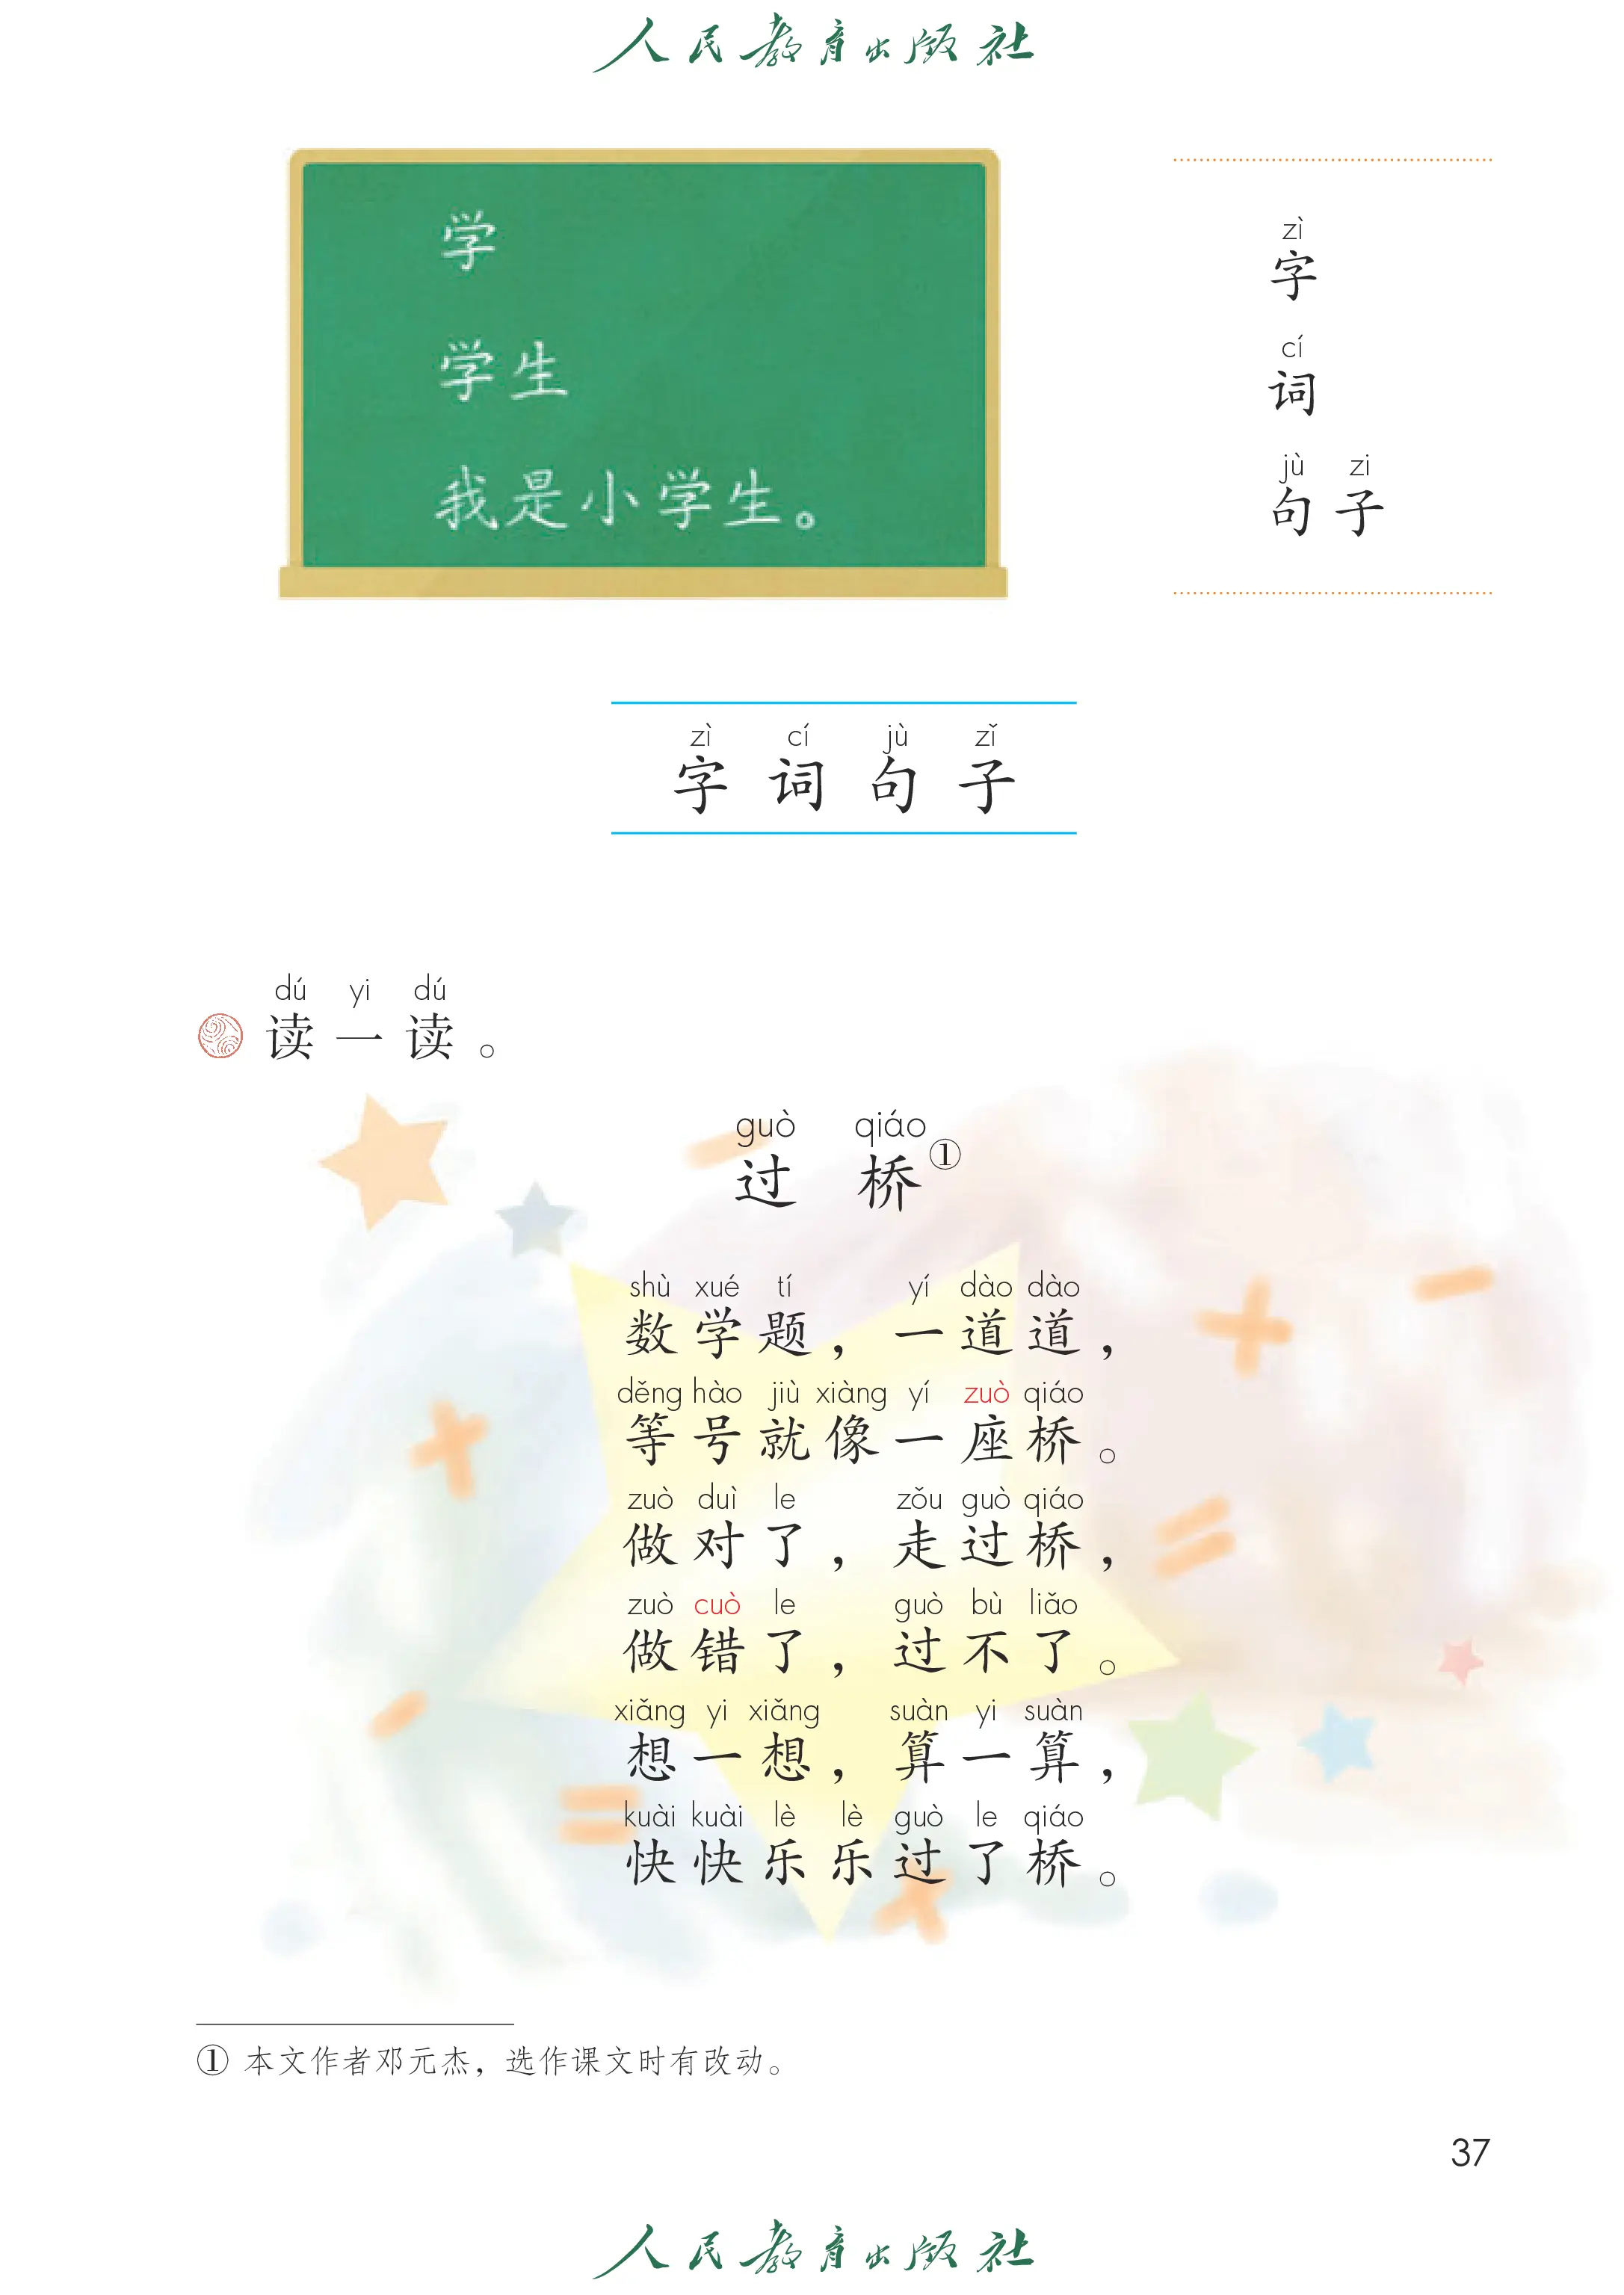 人民教育出版社
学
学生
我是小学生。
zì
字
cí
词
jù zi
句子
zì cí jù zǐ
字词句子
dú yi dú
读一读。
guò qiáo
过桥①
shù xué tí yí dào dào
数学题，一道道，
děng hào jiù xiàng yí zuò qiáo
等号就像一座桥。
zuò duì le zǒu guò qiáo
做对了，走过桥，
zuò cuò le guò bù liǎo
做错了，过不了。
xiǎng yi xiǎng suàn yi suàn
想一想，算一算，
kuài kuài lè lè guò le qiáo
快快乐乐过了桥。
① 本文作者邓元杰，选作课文时有改动。
37
人民教育出版社